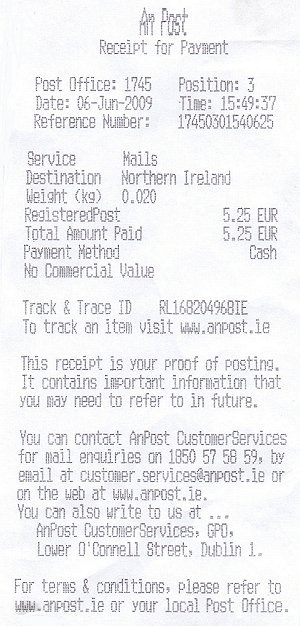 An Post
Receipt for Payment
Post Office: 1745 Position: 3
Date: 06-Jun-2009 Time: 15:49:37
Reference Number: 17450301540625
Service Mails
Destination Northern Ireland
Weight (kg) 0.020
RegisteredPost 5.25 EUR
Total Amount Paid 5.25 EUR
Payment Method Cash
No Commercial Value
Track & Trace ID RL168204968IE
To track an item visit www.anpost.ie
This receipt is your proof of posting.
It contains important information that
you may need to refer to in future.
You can contact AnPost CustomerServices
for mail enquiries on 1850 57 58 59, by
email at customer.services@anpost.ie or
on the web at www.anpost.ie.
You can also write to us at ...
AnPost CustomerServices, GPO,
Lower O'Connell Street, Dublin 1.
For terms & conditions, please refer to
www.anpost.ie or your local Post Office.